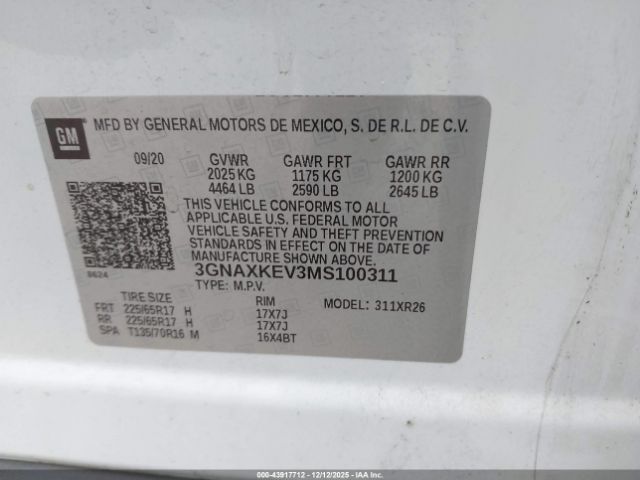 GM MFD BY GENERAL MOTORS DE MEXICO, S. DE R.L. DE C.V.
09/20 GVWR GAWR FRT GAWR RR
2025 KG 1175 KG 1200 KG
4464 LB 2590 LB 2645 LB
THIS VEHICLE CONFORMS TO ALL
APPLICABLE U.S. FEDERAL MOTOR
VEHICLE SAFETY AND THEFT PREVENTION
STANDARDS IN EFFECT ON THE DATE OF
MANUFACTURE SHOWN ABOVE.
8624 3GNAXKEV3MS100311
TYPE: M.P.V.
TIRE SIZE RIM MODEL: 311XR26
FRT 225/65R17 H 17X7J
RR 225/65R17 H 17X7J
SPA T135/70R16 M 16X4BT
000-43917712 - 12/12/2025 - IAAI.COM